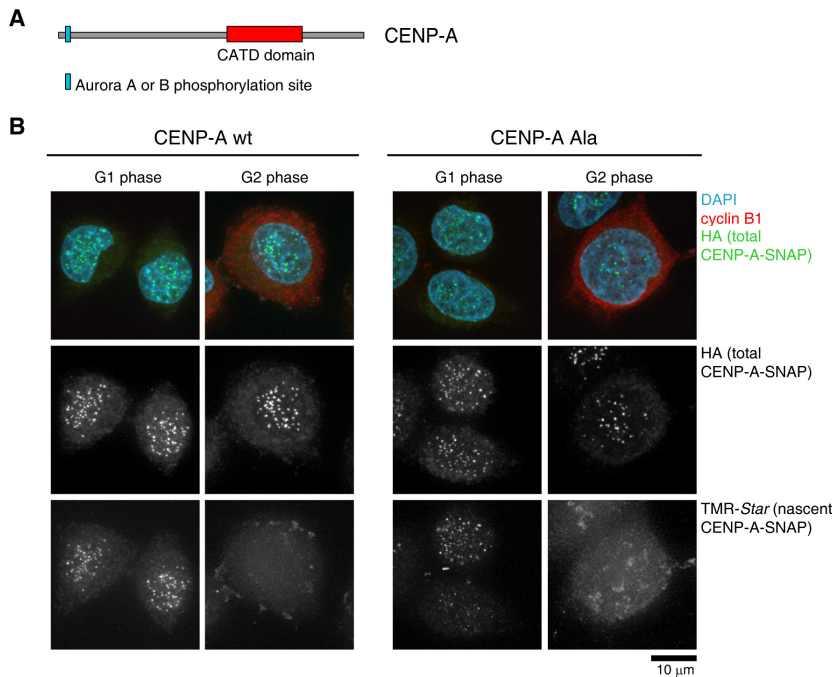 A
CENP-A
CATD domain
Aurora A or B phosphorylation site
B
CENP-A wt
CENP-A Ala
G1 phase
G2 phase
G1 phase
G2 phase
DAPI
cyclin B1
HA (total
CENP-A-SNAP)
HA (total
CENP-A-SNAP)
TMR-Star (nascent
CENP-A-SNAP)
10 μm